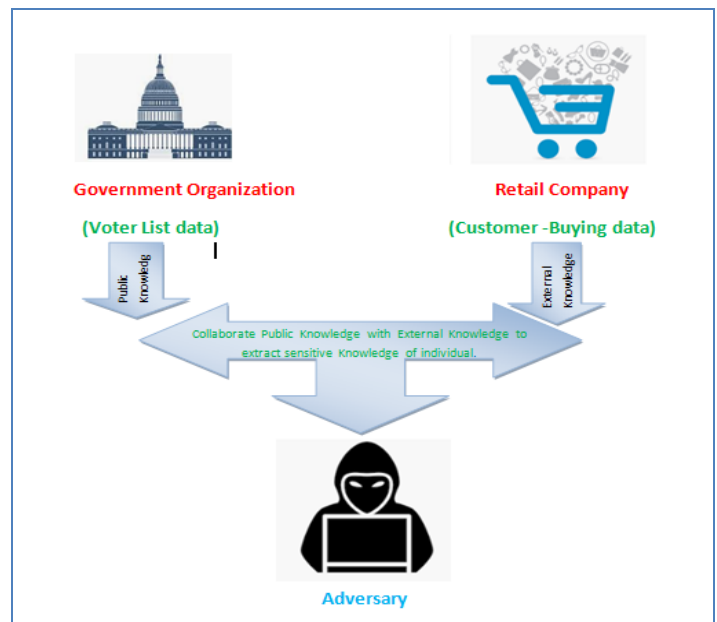 Government Organization
Retail Company
(Voter List data)
(Customer -Buying data)
Public
Knowledg
External
Knowledge
Collaborate Public Knowledge with External Knowledge to
extract sensitive Knowledge of individual.
Adversary